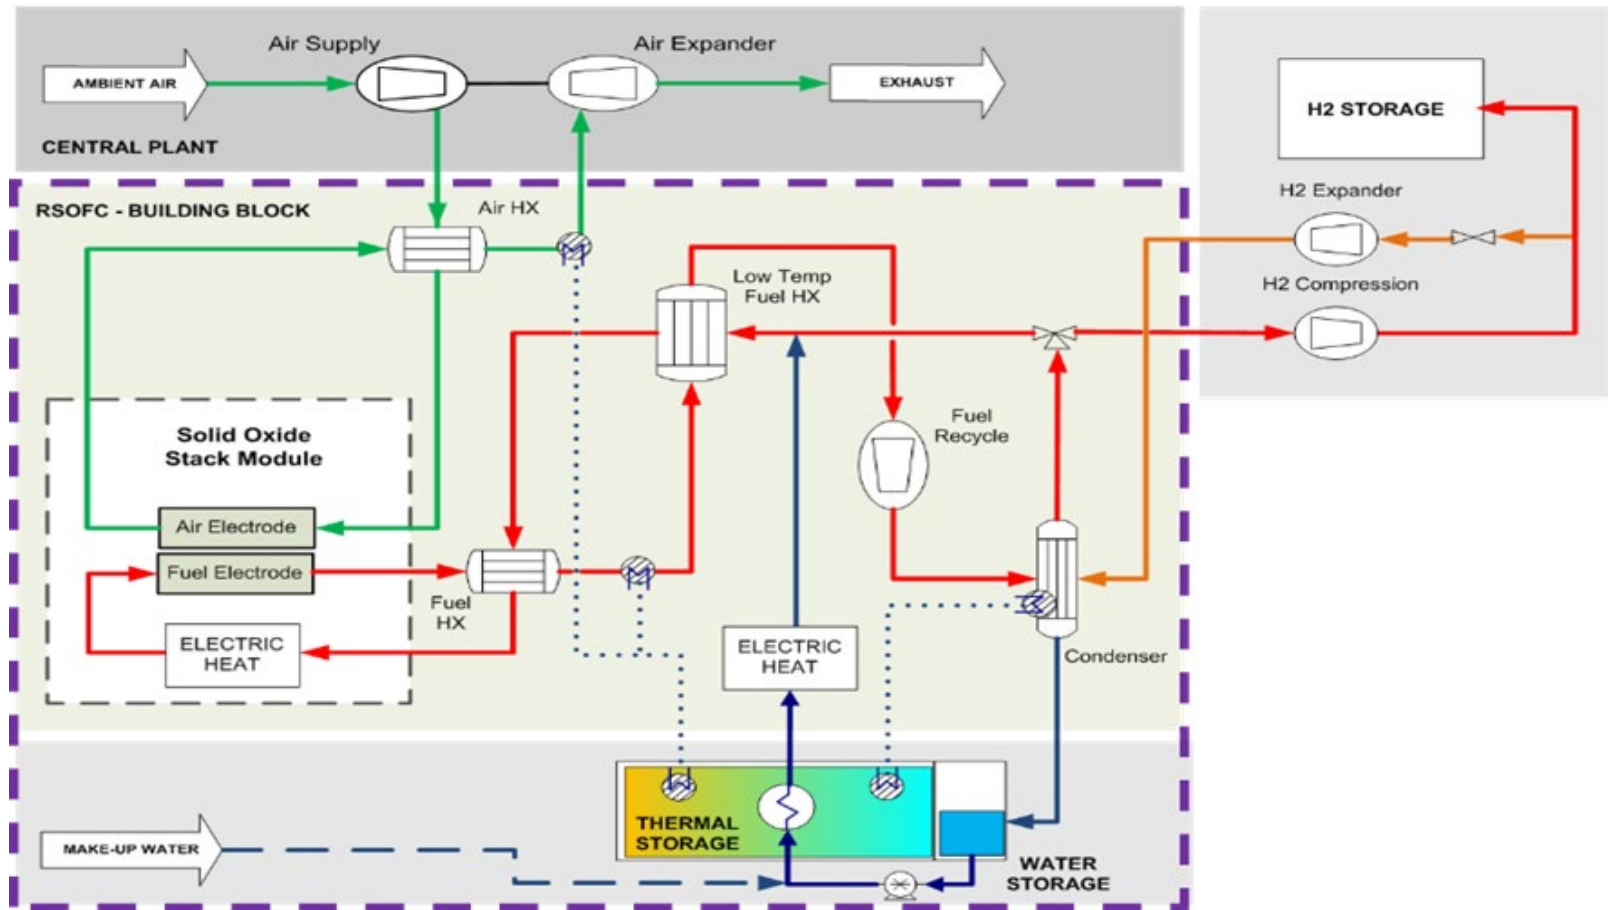 Air Supply
Air Expander
AMBIENT AIR
EXHAUST
CENTRAL PLANT
H2 STORAGE
H2 Expander
H2 Compression
RSOFC - BUILDING BLOCK
Air HX
Low Temp
Fuel HX
Fuel
Recycle
Solid Oxide
Stack Module
Air Electrode
Fuel Electrode
Fuel
HX
ELECTRIC
HEAT
ELECTRIC
HEAT
Condenser
THERMAL
STORAGE
MAKE-UP WATER
WATER
STORAGE